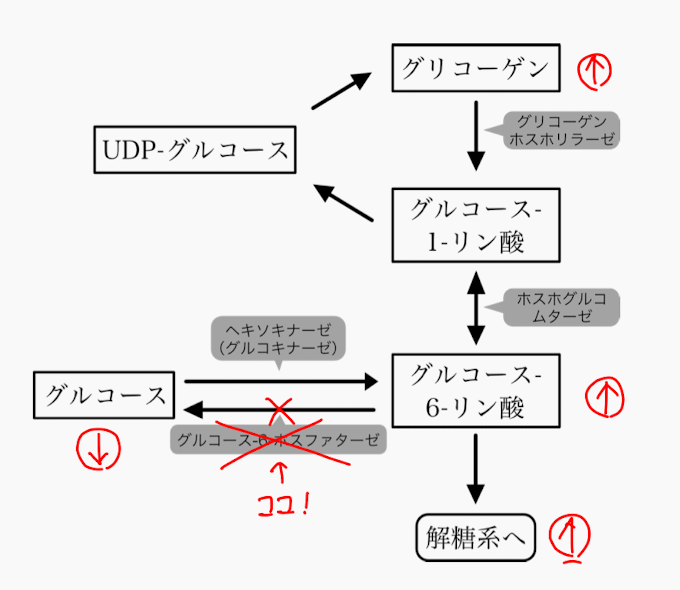 グリコーゲン
グリコーゲン
ホスホリラーゼ
UDP-グルコース
グルコース-
1-リン酸
ホスホグルコ
ムターゼ
ヘキソキナーゼ
(グルコキナーゼ)
グルコース
グルコース-
6-リン酸
グルコース-6-ホスファターゼ
ココ!
解糖系へ